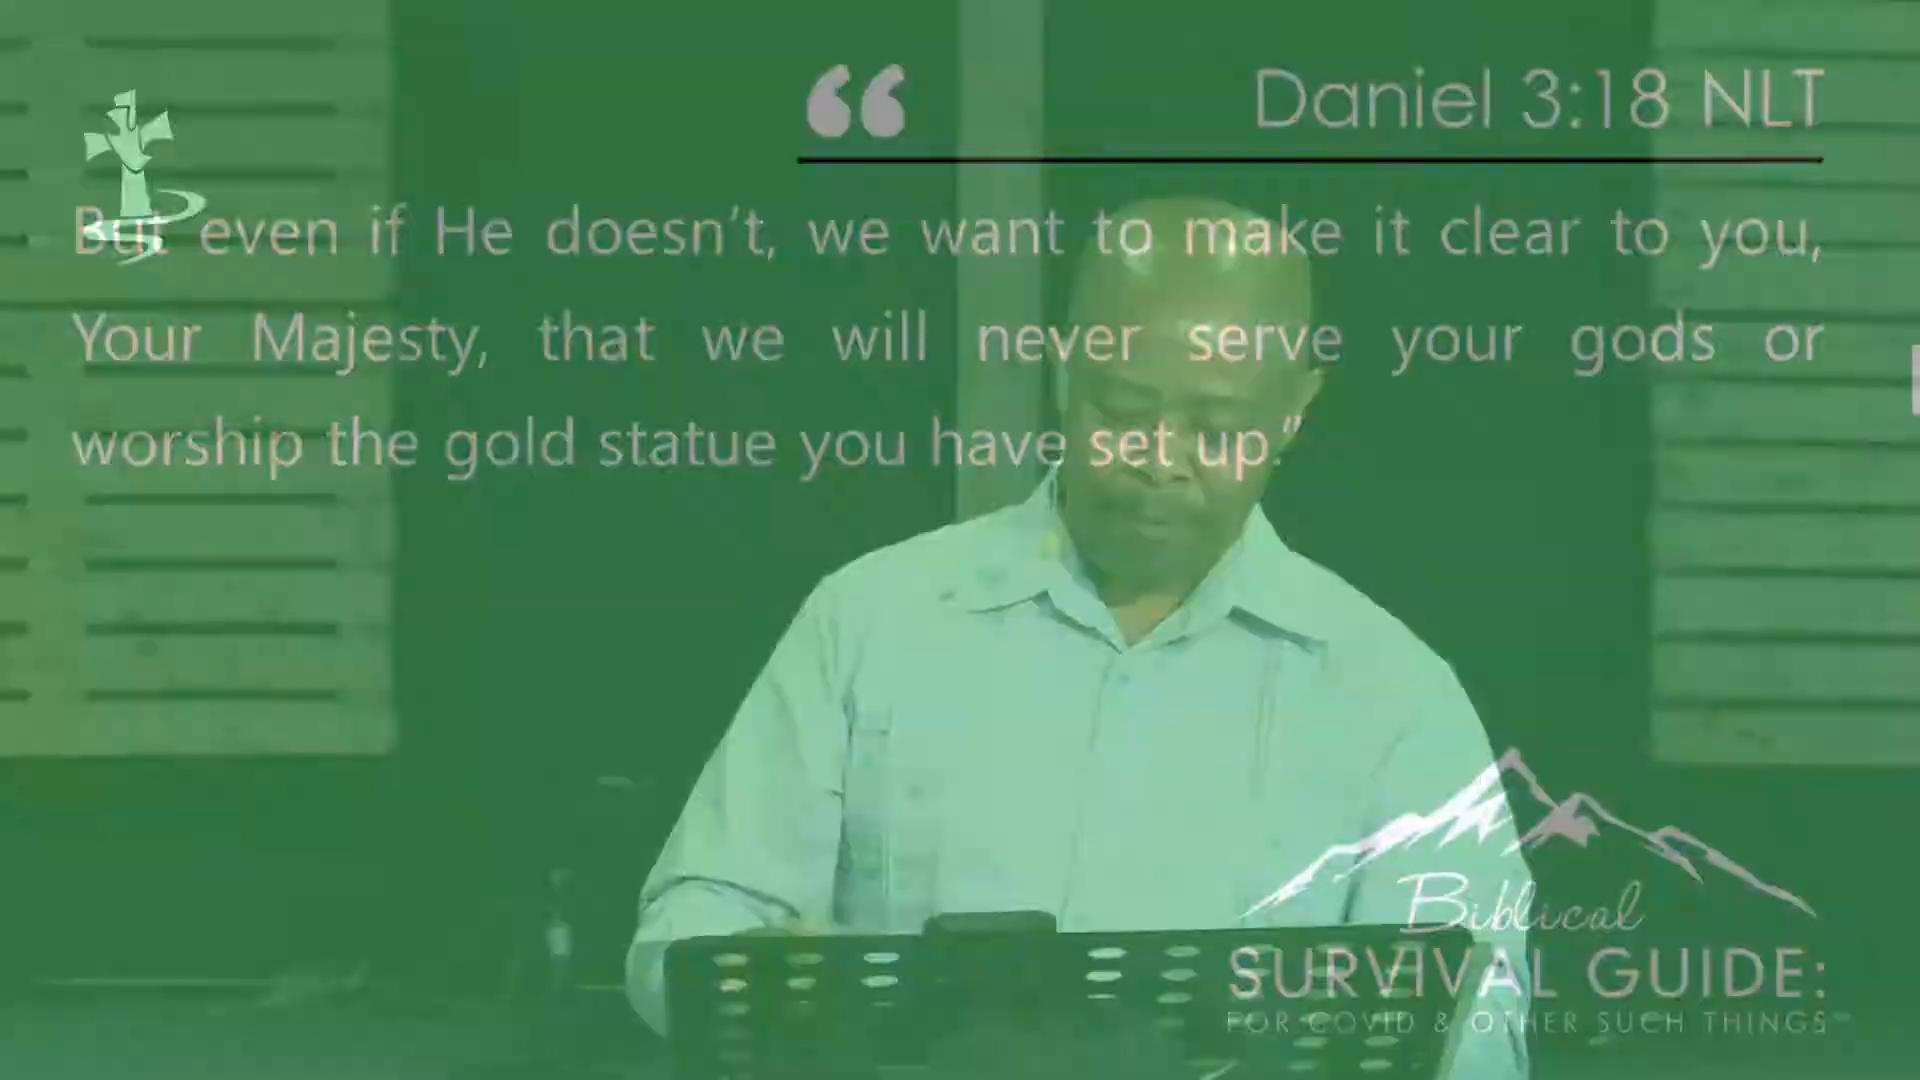 “ Daniel 3:18 NLT
But even if He doesn’t, we want to make it clear to you,
Your Majesty, that we will never serve your gods or
worship the gold statue you have set up.”
Biblical
SURVIVAL GUIDE:
FOR COVID & OTHER SUCH THINGS